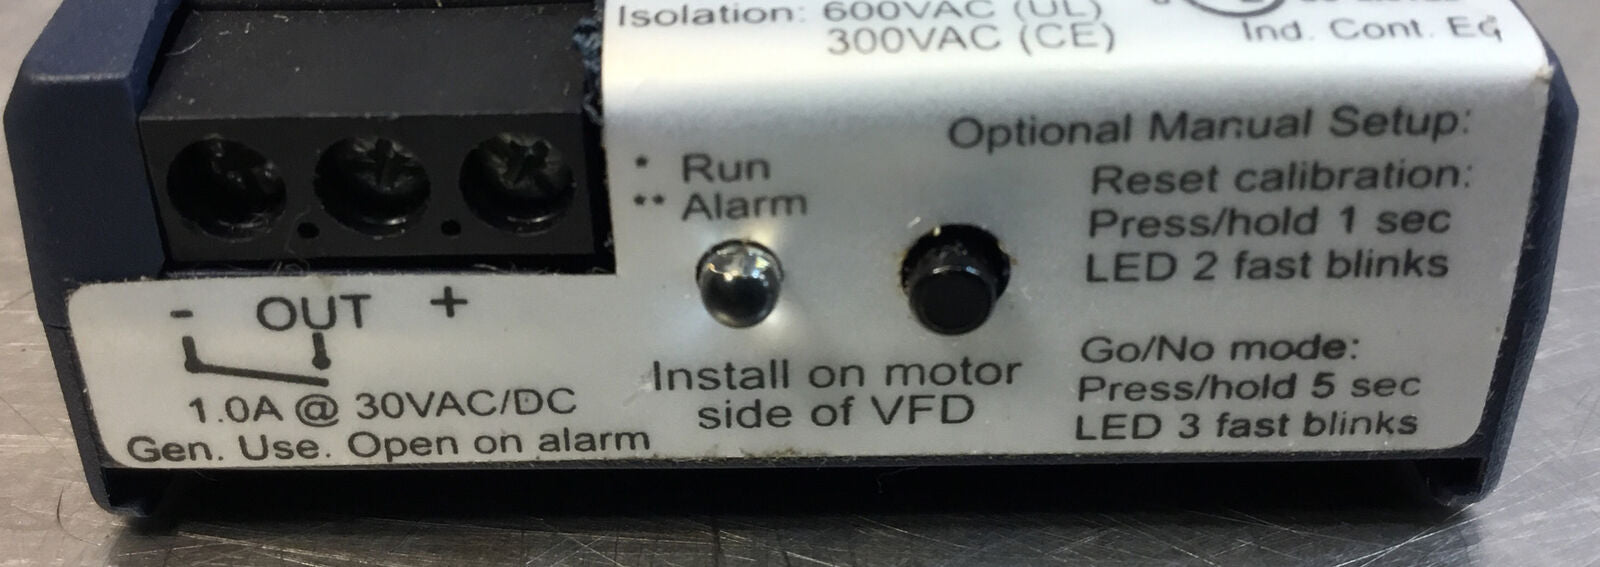 Isolation: 600VAC (UL)
300VAC (CE)
Ind. Cont. Eq
Optional Manual Setup:
* Run
** Alarm
Reset calibration:
Press/hold 1 sec
LED 2 fast blinks
- OUT +
1.0A @ 30VAC/DC
Gen. Use. Open on alarm
Install on motor
side of VFD
Go/No mode:
Press/hold 5 sec
LED 3 fast blinks